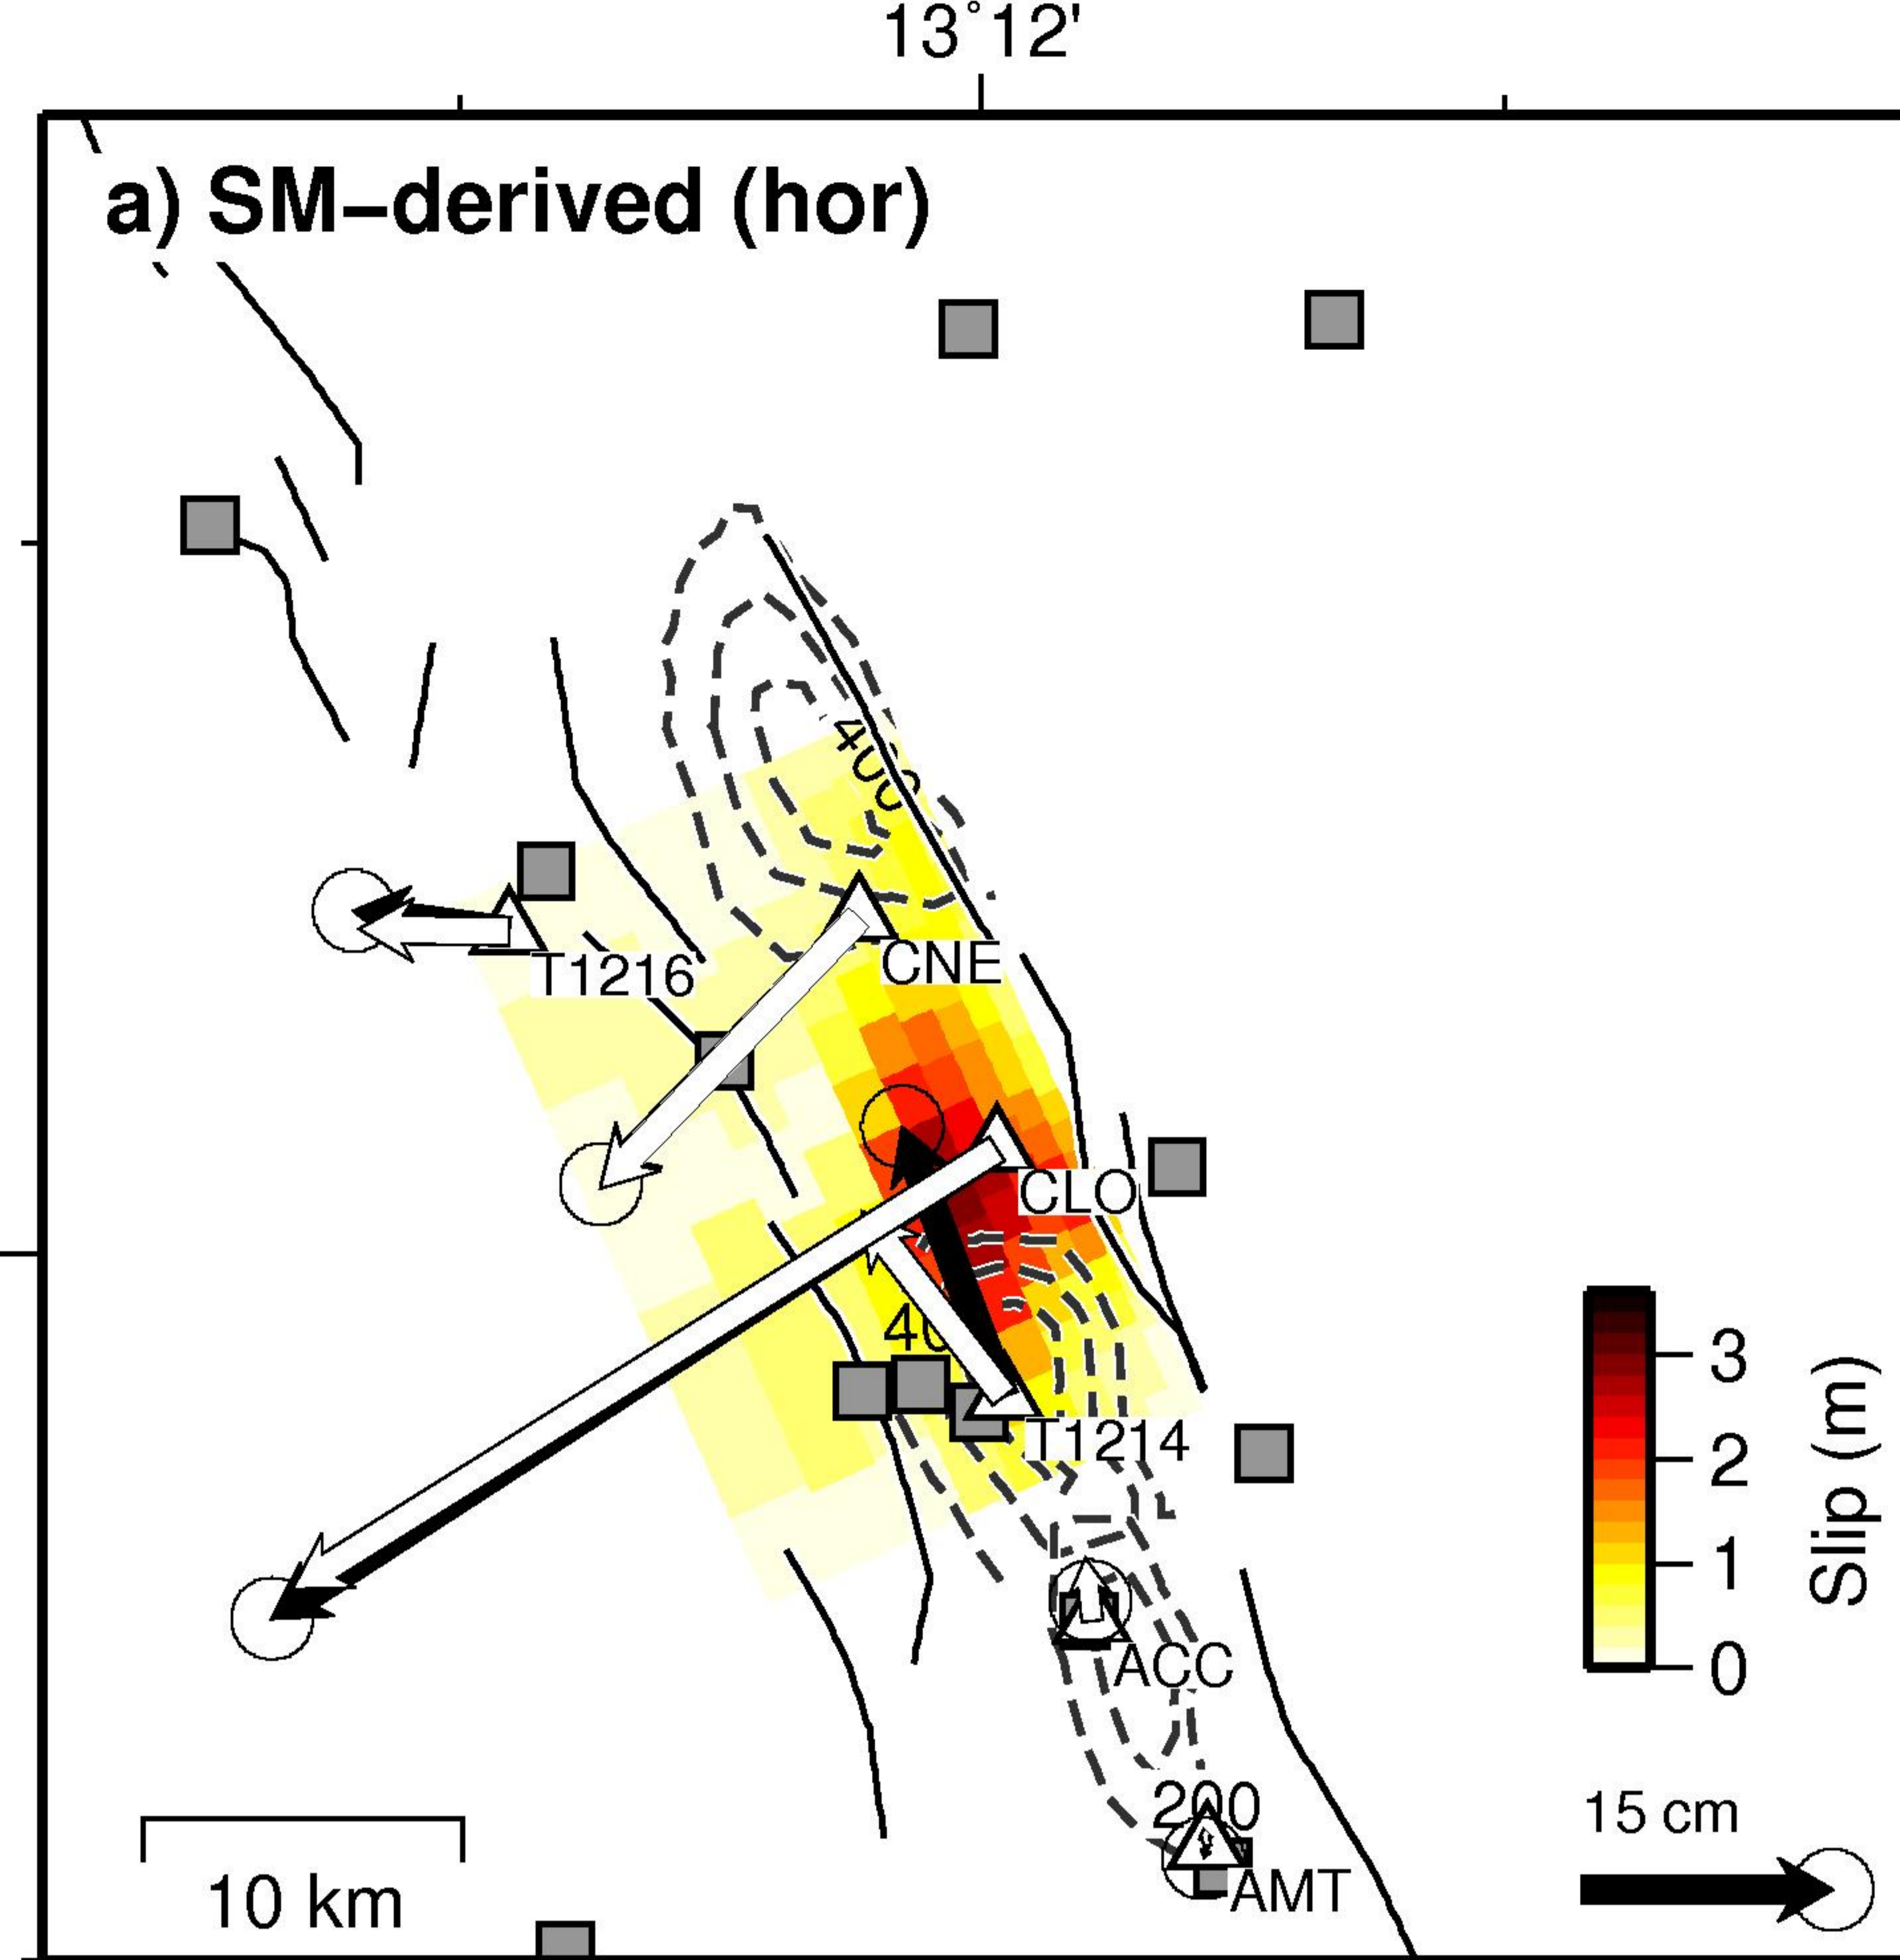 13°12'
a) SM−derived (hor)
400
T1216
CNE
CLO
40
T1214
ACC
200
AMT
3
2
1
0
Slip (m)
15 cm
10 km